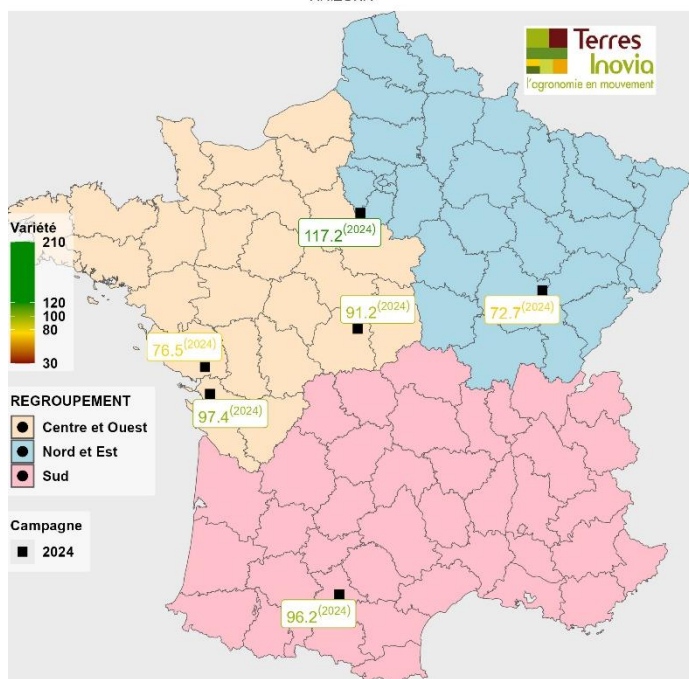 Terres
Inovia
l'agronomie en mouvement
117.2(2024)
Variété
210
120
100
80
30
91.2(2024)
72.7(2024)
76.5(2024)
97.4(2024)
REGROUPEMENT
Centre et Ouest
Nord et Est
Sud
Campagne
2024
96.2(2024)